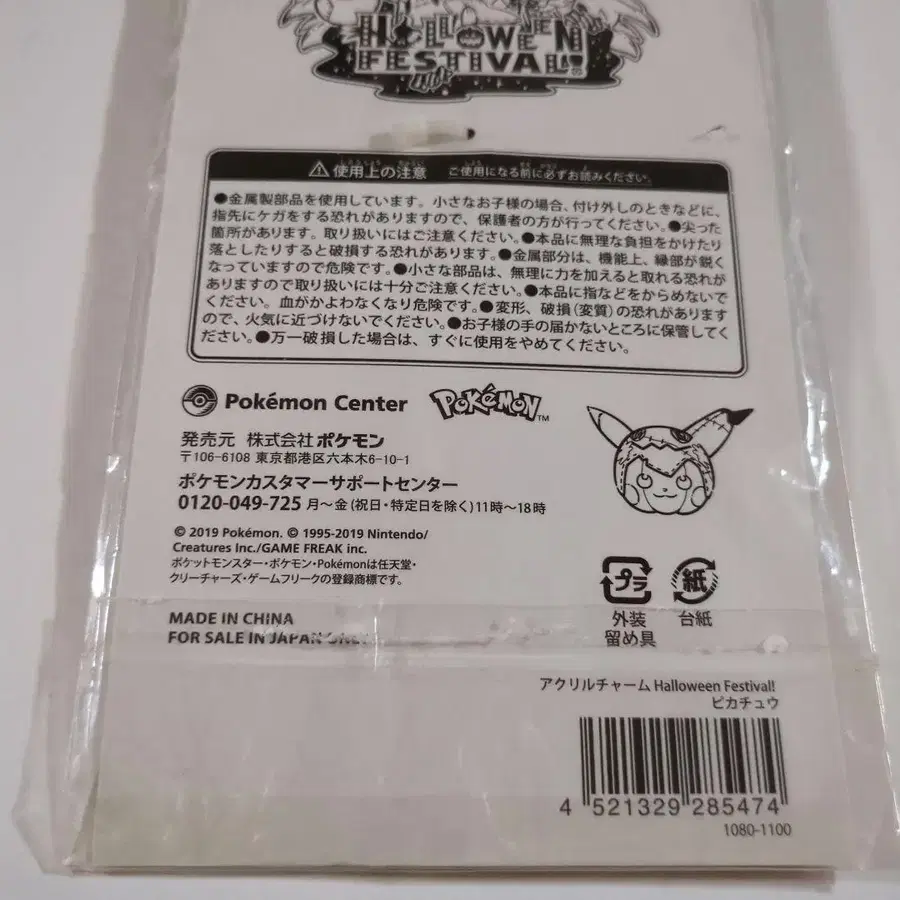 HALLOWEEN
FESTIVAL!
⚠ 使用上の注意 ご使用になる前に必ずお読みください。
●金属製部品を使用しています。小さなお子様の場合、付け外しのときなどに、
指先にケガをする恐れがありますので、保護者の方が行ってください。●尖った
箇所があります。取り扱いにはご注意ください。●本品に無理な負担をかけたり
落としたりすると破損する恐れがあります。●金属部分は、機能上、縁部が鋭く
なっていますので危険です。●小さな部品は、無理に力を加えると取れる恐れが
ありますので取り扱いには十分ご注意ください。●本品に指などをからめないで
ください。血がかよわなくなり危険です。●変形、破損(変質)の恐れがあります
ので、火気に近づけないでください。●お子様の手の届かないところに保管してく
ださい。●万一破損した場合は、すぐに使用をやめてください。
Pokémon Center POKéMON™
発売元 株式会社ポケモン
〒106-6108 東京都港区六本木6-10-1
ポケモンカスタマーサポートセンター
0120-049-725 月〜金(祝日・特定日を除く)11時〜18時
© 2019 Pokémon. © 1995-2019 Nintendo/
Creatures Inc./GAME FREAK inc.
ポケットモンスター・ポケモン・Pokémonは任天堂・
クリーチャーズ・ゲームフリークの登録商標です。
プラ 紙
外装 台紙
留め具
MADE IN CHINA
FOR SALE IN JAPAN ONLY
アクリルチャーム Halloween Festival!
ピカチュウ
4 521329 285474
1080-1100